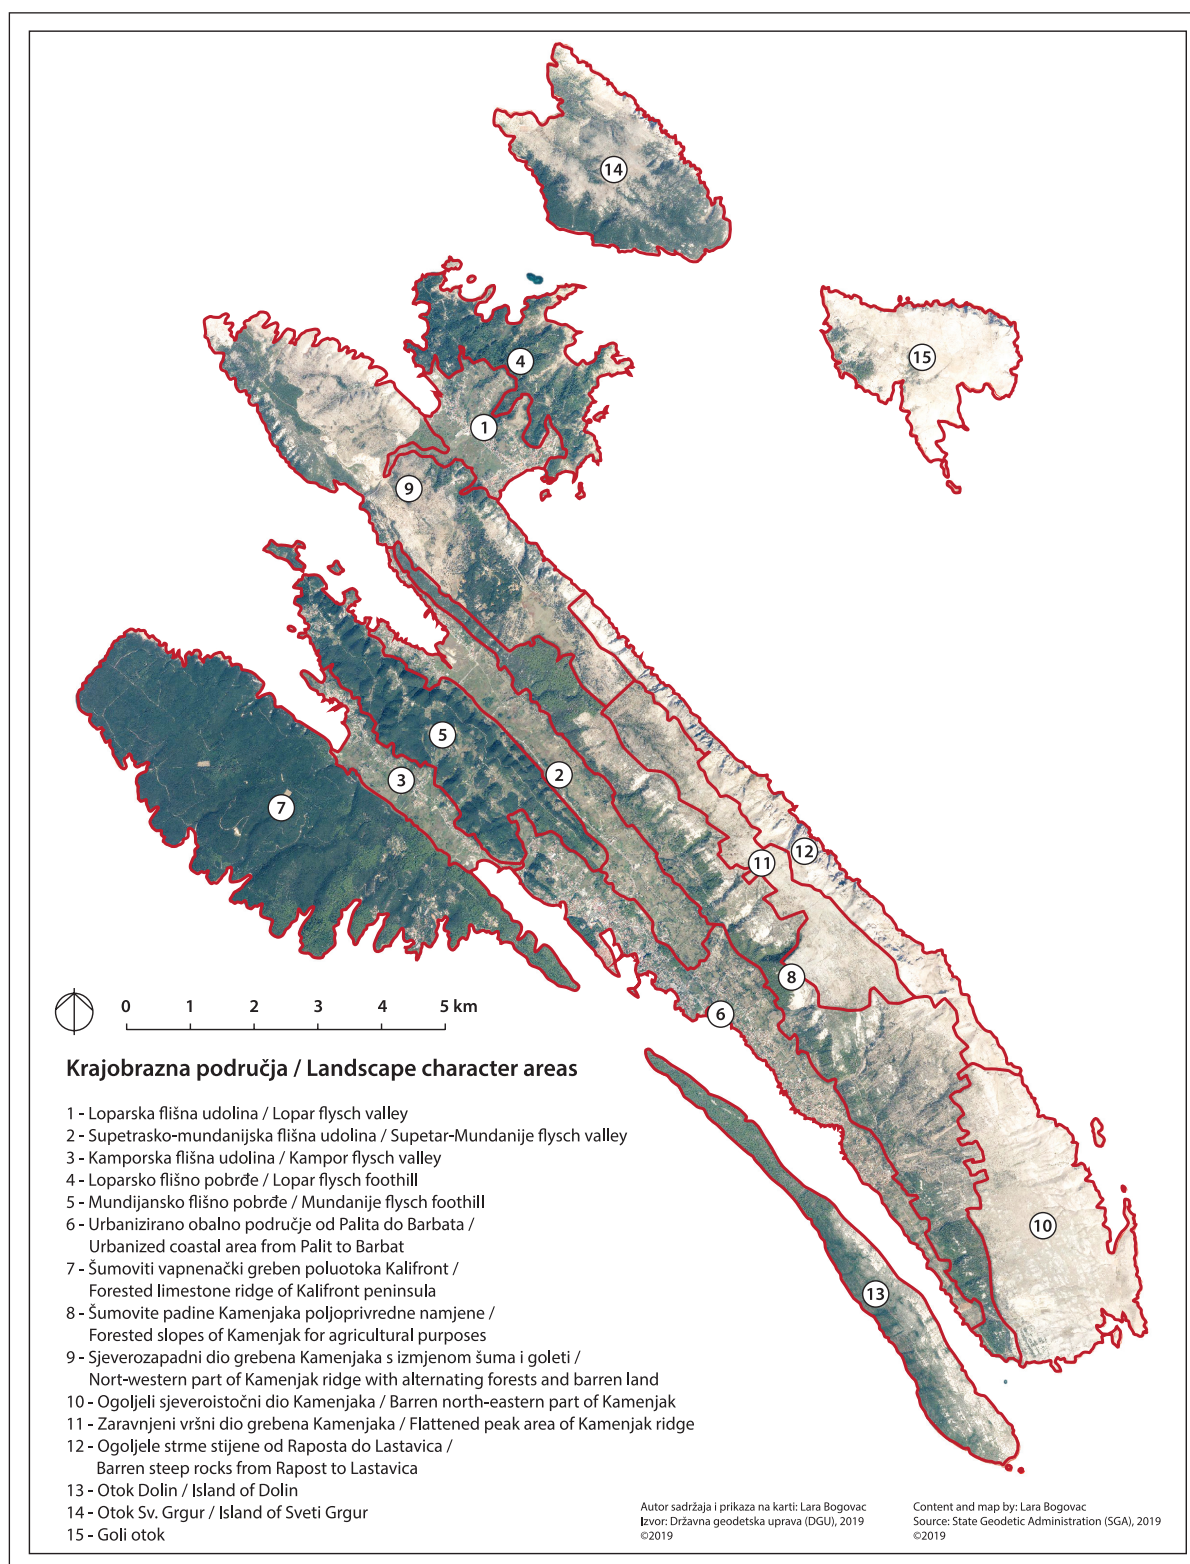 14
4
15
1
9
5
2
3
7
12
11
8
6
10
13
0 1 2 3 4 5 km
Krajobrazna područja / Landscape character areas
1 - Loparska flišna udolina / Lopar flysch valley
2 - Supetrasko-mundanijska flišna udolina / Supetar-Mundanije flysch valley
3 - Kamporska flišna udolina / Kampor flysch valley
4 - Loparsko flišno pobrđe / Lopar flysch foothill
5 - Mundijansko flišno pobrđe / Mundanije flysch foothill
6 - Urbanizirano obalno područje od Palita do Barbata /
Urbanized coastal area from Palit to Barbat
7 - Šumoviti vapnenački greben poluotoka Kalifront /
Forested limestone ridge of Kalifront peninsula
8 - Šumovite padine Kamenjaka poljoprivredne namjene /
Forested slopes of Kamenjak for agricultural purposes
9 - Sjeverozapadni dio grebena Kamenjaka s izmjenom šuma i goleti /
Nort-western part of Kamenjak ridge with alternating forests and barren land
10 - Ogoljeli sjeveroistočni dio Kamenjaka / Barren north-eastern part of Kamenjak
11 - Zaravnjeni vršni dio grebena Kamenjaka / Flattened peak area of Kamenjak ridge
12 - Ogoljele strme stijene od Raposta do Lastavica /
Barren steep rocks from Rapost to Lastavica
13 - Otok Dolin / Island of Dolin
14 - Otok Sv. Grgur / Island of Sveti Grgur
15 - Goli otok
Autor sadržaja i prikaza na karti: Lara Bogovac
Izvor: Državna geodetska uprava (DGU), 2019
©2019
Content and map by: Lara Bogovac
Source: State Geodetic Administration (SGA), 2019
©2019